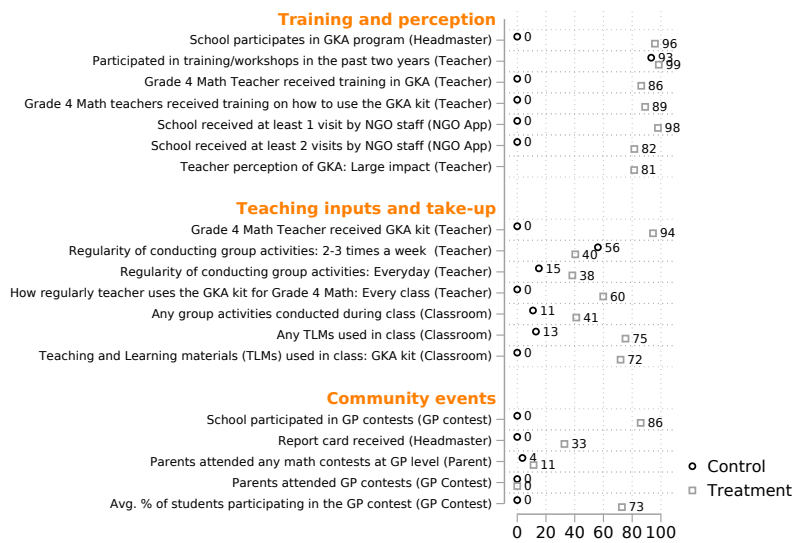 Training and perception
School participates in GKA program (Headmaster) 0 96
Participated in training/workshops in the past two years (Teacher) 93 99
Grade 4 Math Teacher received training in GKA (Teacher) 0 86
Grade 4 Math teachers received training on how to use the GKA kit (Teacher) 0 89
School received at least 1 visit by NGO staff (NGO App) 0 98
School received at least 2 visits by NGO staff (NGO App) 0 82
Teacher perception of GKA: Large impact (Teacher) 81
Teaching inputs and take-up
Grade 4 Math Teacher received GKA kit (Teacher) 0 94
Regularity of conducting group activities: 2-3 times a week (Teacher) 56 40
Regularity of conducting group activities: Everyday (Teacher) 15 38
How regularly teacher uses the GKA kit for Grade 4 Math: Every class (Teacher) 0 60
Any group activities conducted during class (Classroom) 11 41
Any TLMs used in class (Classroom) 13 75
Teaching and Learning materials (TLMs) used in class: GKA kit (Classroom) 0 72
Community events
School participated in GP contests (GP contest) 0 86
Report card received (Headmaster) 0 33
Parents attended any math contests at GP level (Parent) 4 11
Parents attended GP contests (GP Contest) 0 0
Avg. % of students participating in the GP contest (GP Contest) 0 73
0 20 40 60 80 100
Control
Treatment